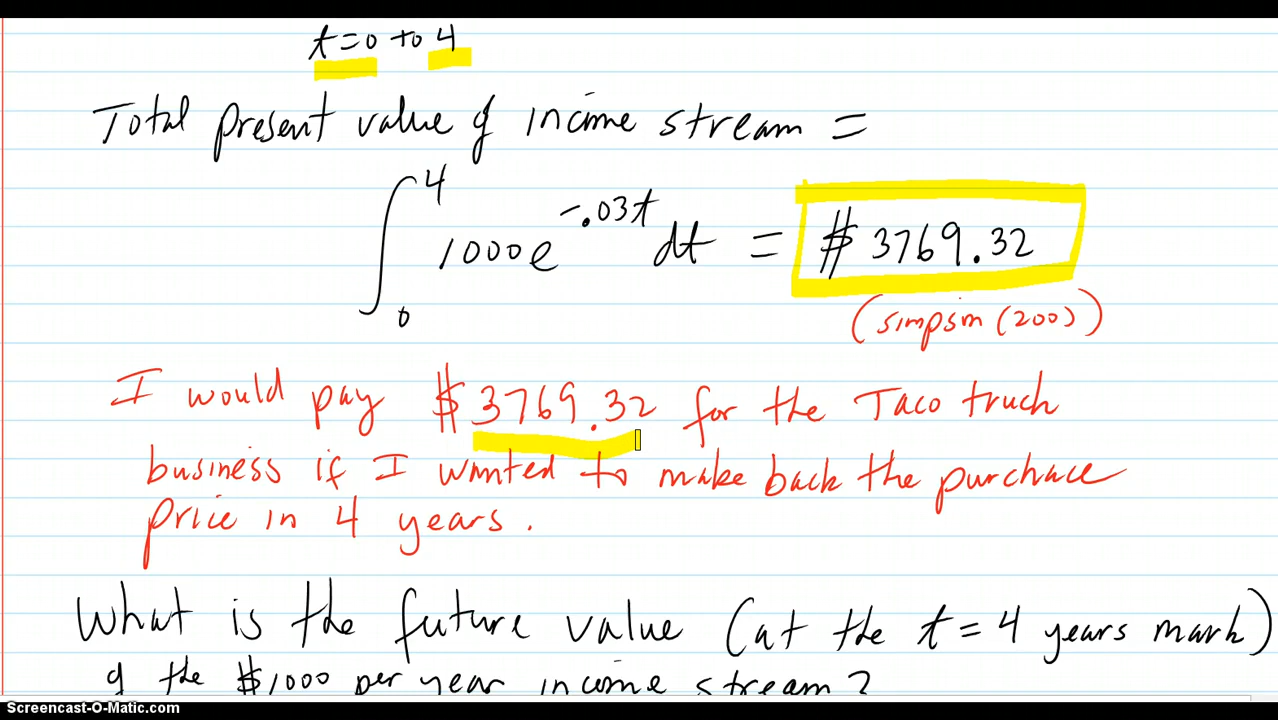 t=0 to 4
Total present value of income stream =
∫₀⁴ 1000e^(-.03t) dt = $3769.32
(simpson (200))
I would pay $3769.32 for the Taco truck
business if I wanted to make back the purchace
price in 4 years.
What is the future value (at the t=4 years mark)
of the $1000 per year income stream?
Screencast-O-Matic.com